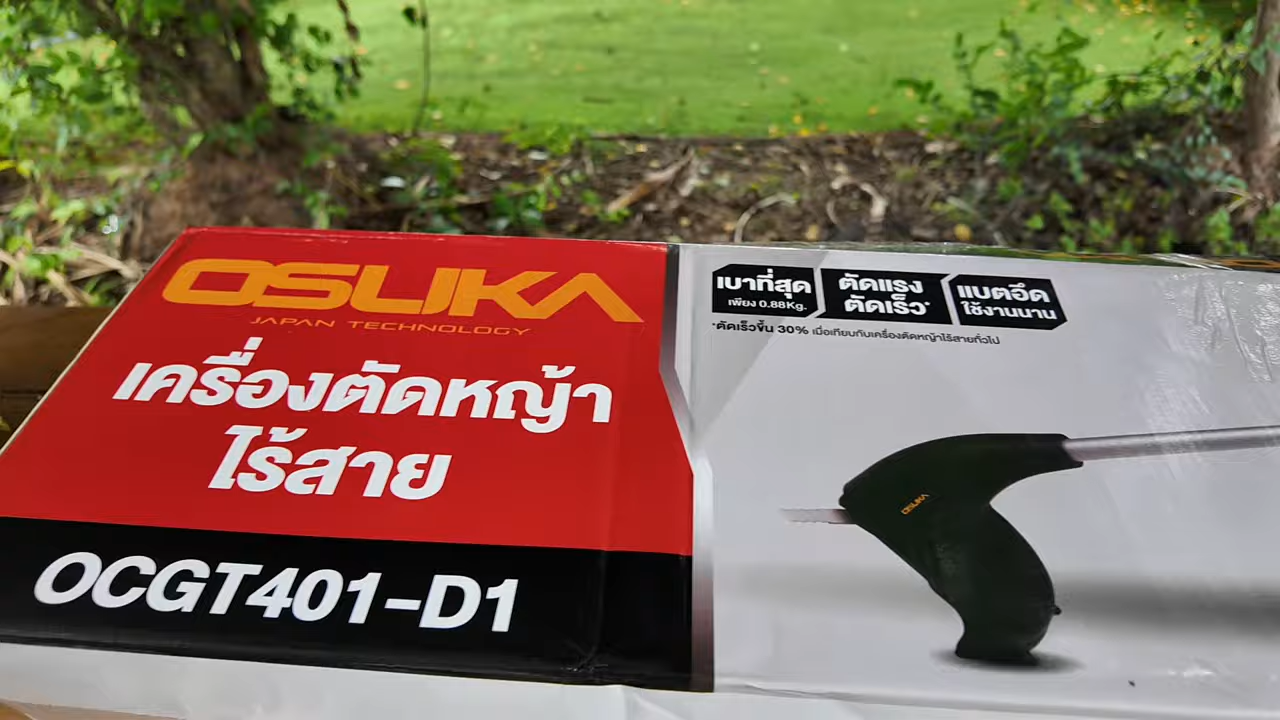 OSUKA
JAPAN TECHNOLOGY
เครื่องตัดหญ้า
ไร้สาย
OCGT401-D1
เบาที่สุด
เพียง 0.88Kg.
ตัดแรง
ตัดเร็ว*
แบตอึด
ใช้งานนาน
*ตัดเร็วขึ้น 30% เมื่อเทียบกับเครื่องตัดหญ้าไร้สายทั่วไป
OSUKA